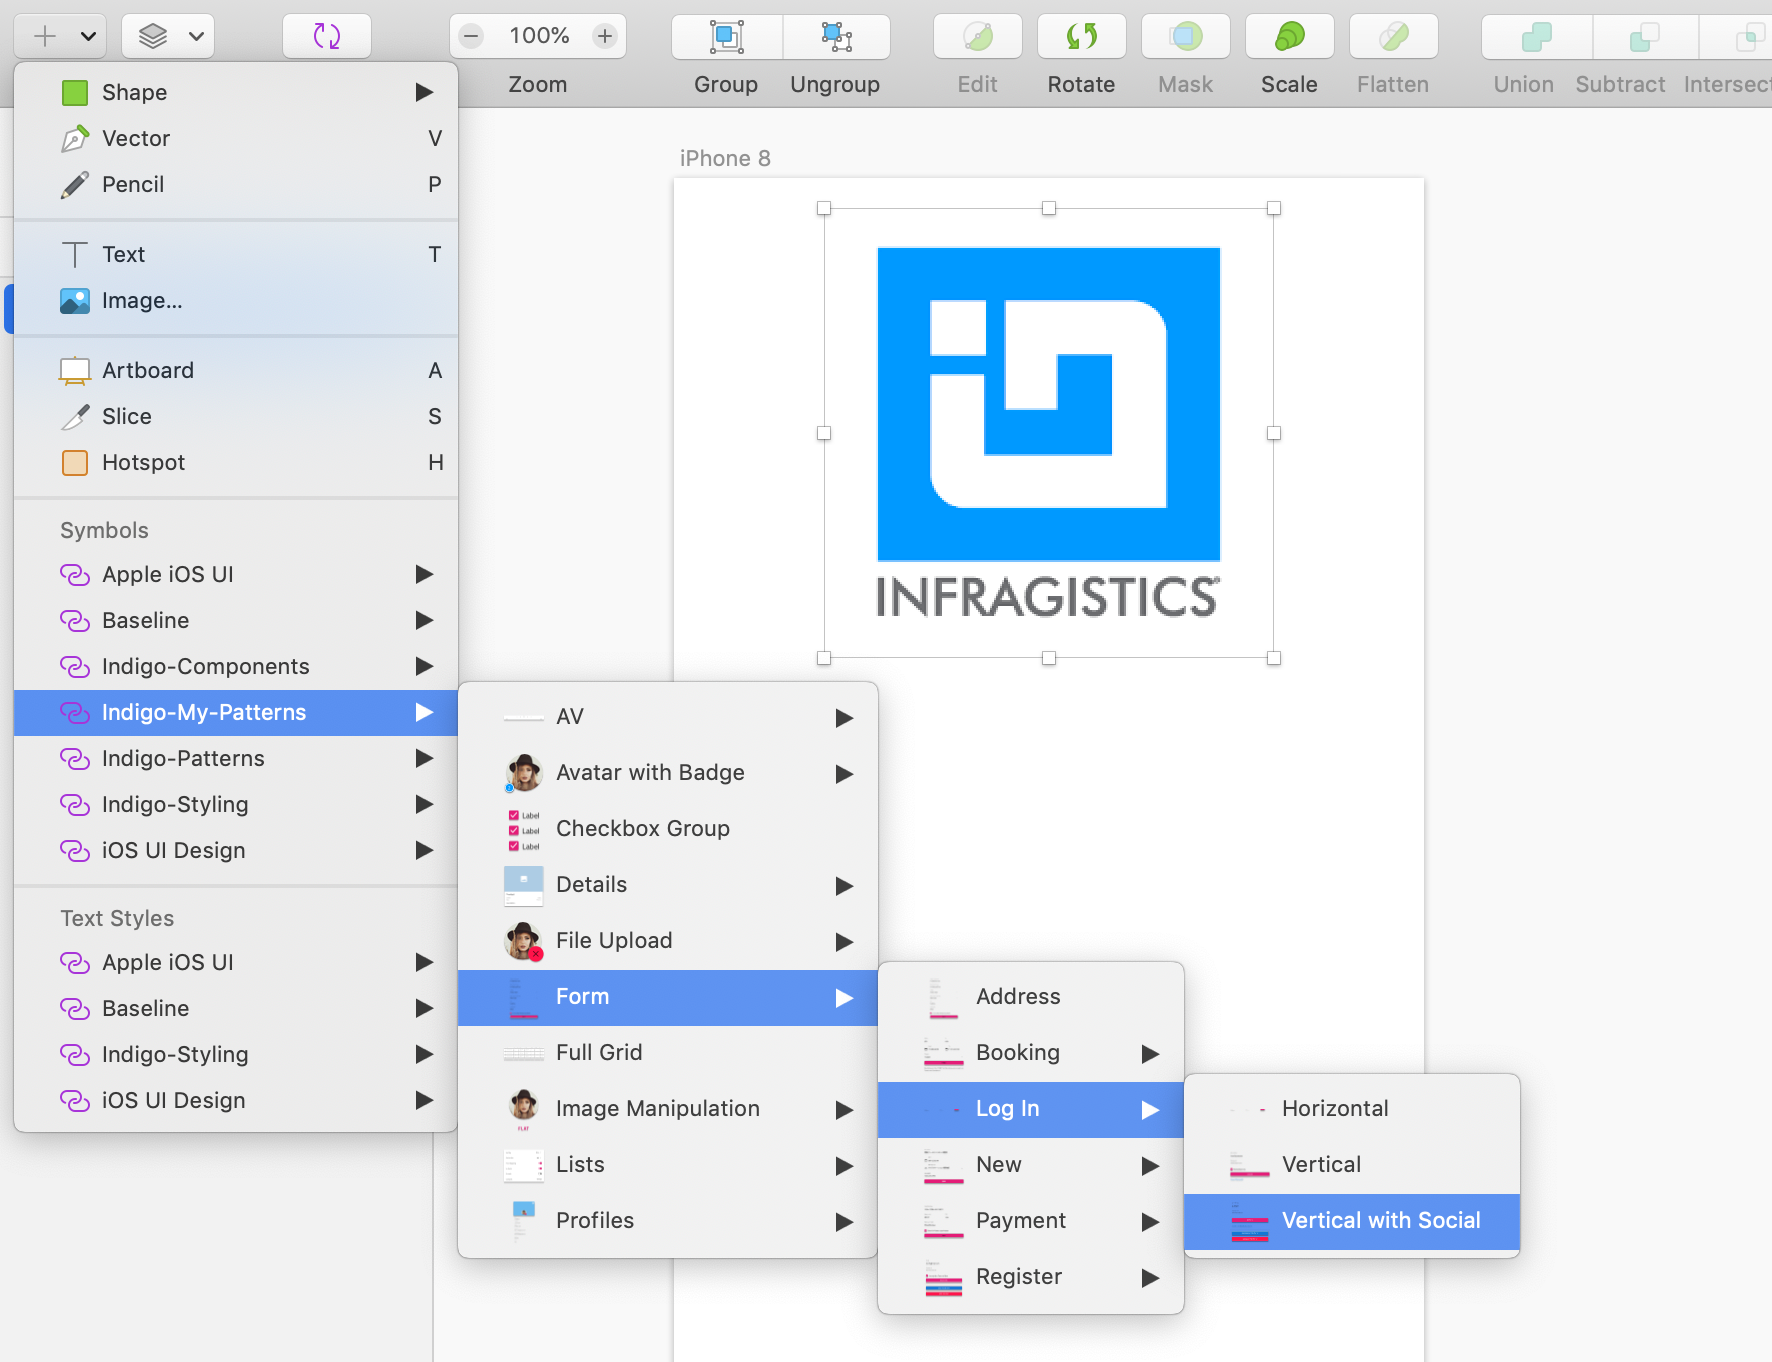 100%
Zoom
Group
Ungroup
Edit
Rotate
Mask
Scale
Flatten
Union
Subtract
Intersect
Shape
Vector V
Pencil P
Text T
Image...
Artboard A
Slice S
Hotspot H
Symbols
Apple iOS UI
Baseline
Indigo-Components
Indigo-My-Patterns
Indigo-Patterns
Indigo-Styling
iOS UI Design
Text Styles
Apple iOS UI
Baseline
Indigo-Styling
iOS UI Design
iPhone 8
INFRAGISTICS
AV
Avatar with Badge
Label
Label
Label
Checkbox Group
Details
File Upload
Form
Full Grid
Image Manipulation
FLAT
Lists
Profiles
Address
Booking
Log In
New
Payment
Register
Horizontal
Vertical
Vertical with Social